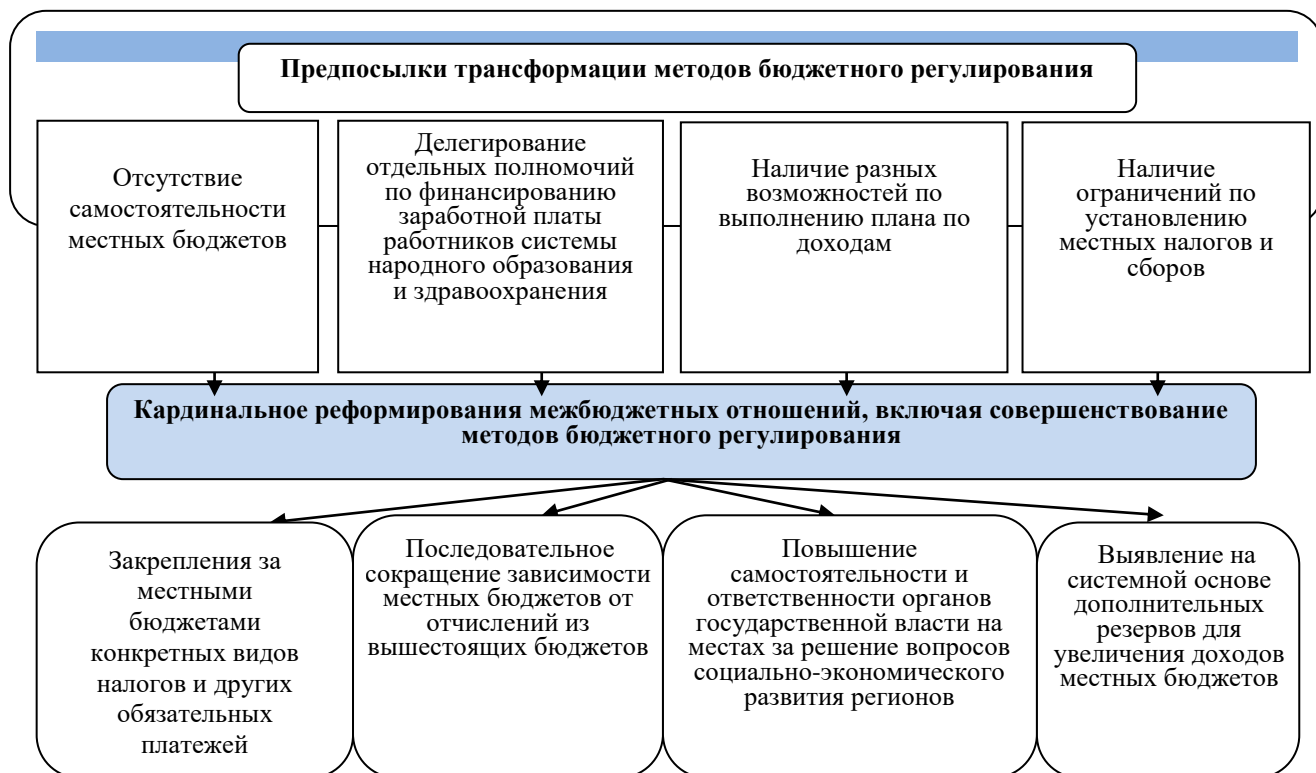 Предпосылки трансформации методов бюджетного регулирования
Отсутствие
самостоятельности
местных бюджетов
Делегирование
отдельных полномочий
по финансированию
заработной платы
работников системы
народного образования
и здравоохранения
Наличие разных
возможностей по
выполнению плана по
доходам
Наличие
ограничений по
установлению
местных налогов и
сборов
Кардинальное реформирования межбюджетных отношений, включая совершенствование
методов бюджетного регулирования
Закрепления за
местными
бюджетами
конкретных видов
налогов и других
обязательных
платежей
Последовательное
сокращение зависимости
местных бюджетов от
отчислений из
вышестоящих бюджетов
Повышение
самостоятельности и
ответственности органов
государственной власти на
местах за решение вопросов
социально-экономического
развития регионов
Выявление на
системной основе
дополнительных
резервов для
увеличения доходов
местных бюджетов